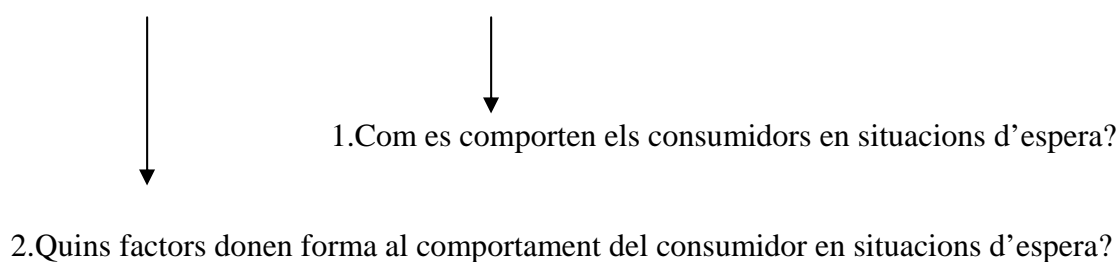 1.Com es comporten els consumidors en situacions d’espera?
2.Quins factors donen forma al comportament del consumidor en situacions d’espera?